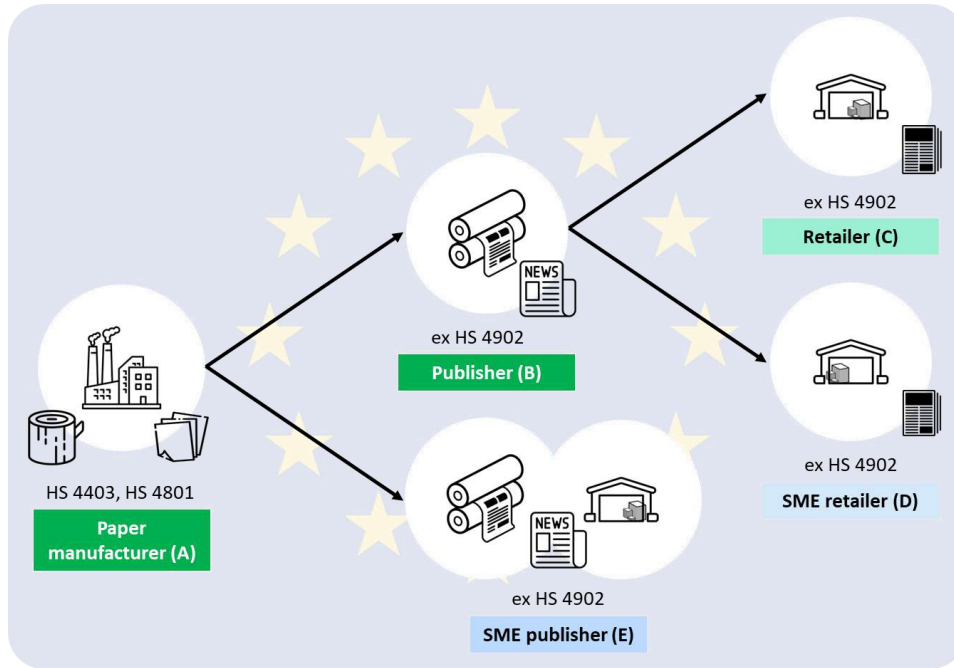 ex HS 4902
Retailer (C)
NEWS
ex HS 4902
Publisher (B)
ex HS 4902
SME retailer (D)
HS 4403, HS 4801
Paper
manufacturer (A)
NEWS
ex HS 4902
SME publisher (E)